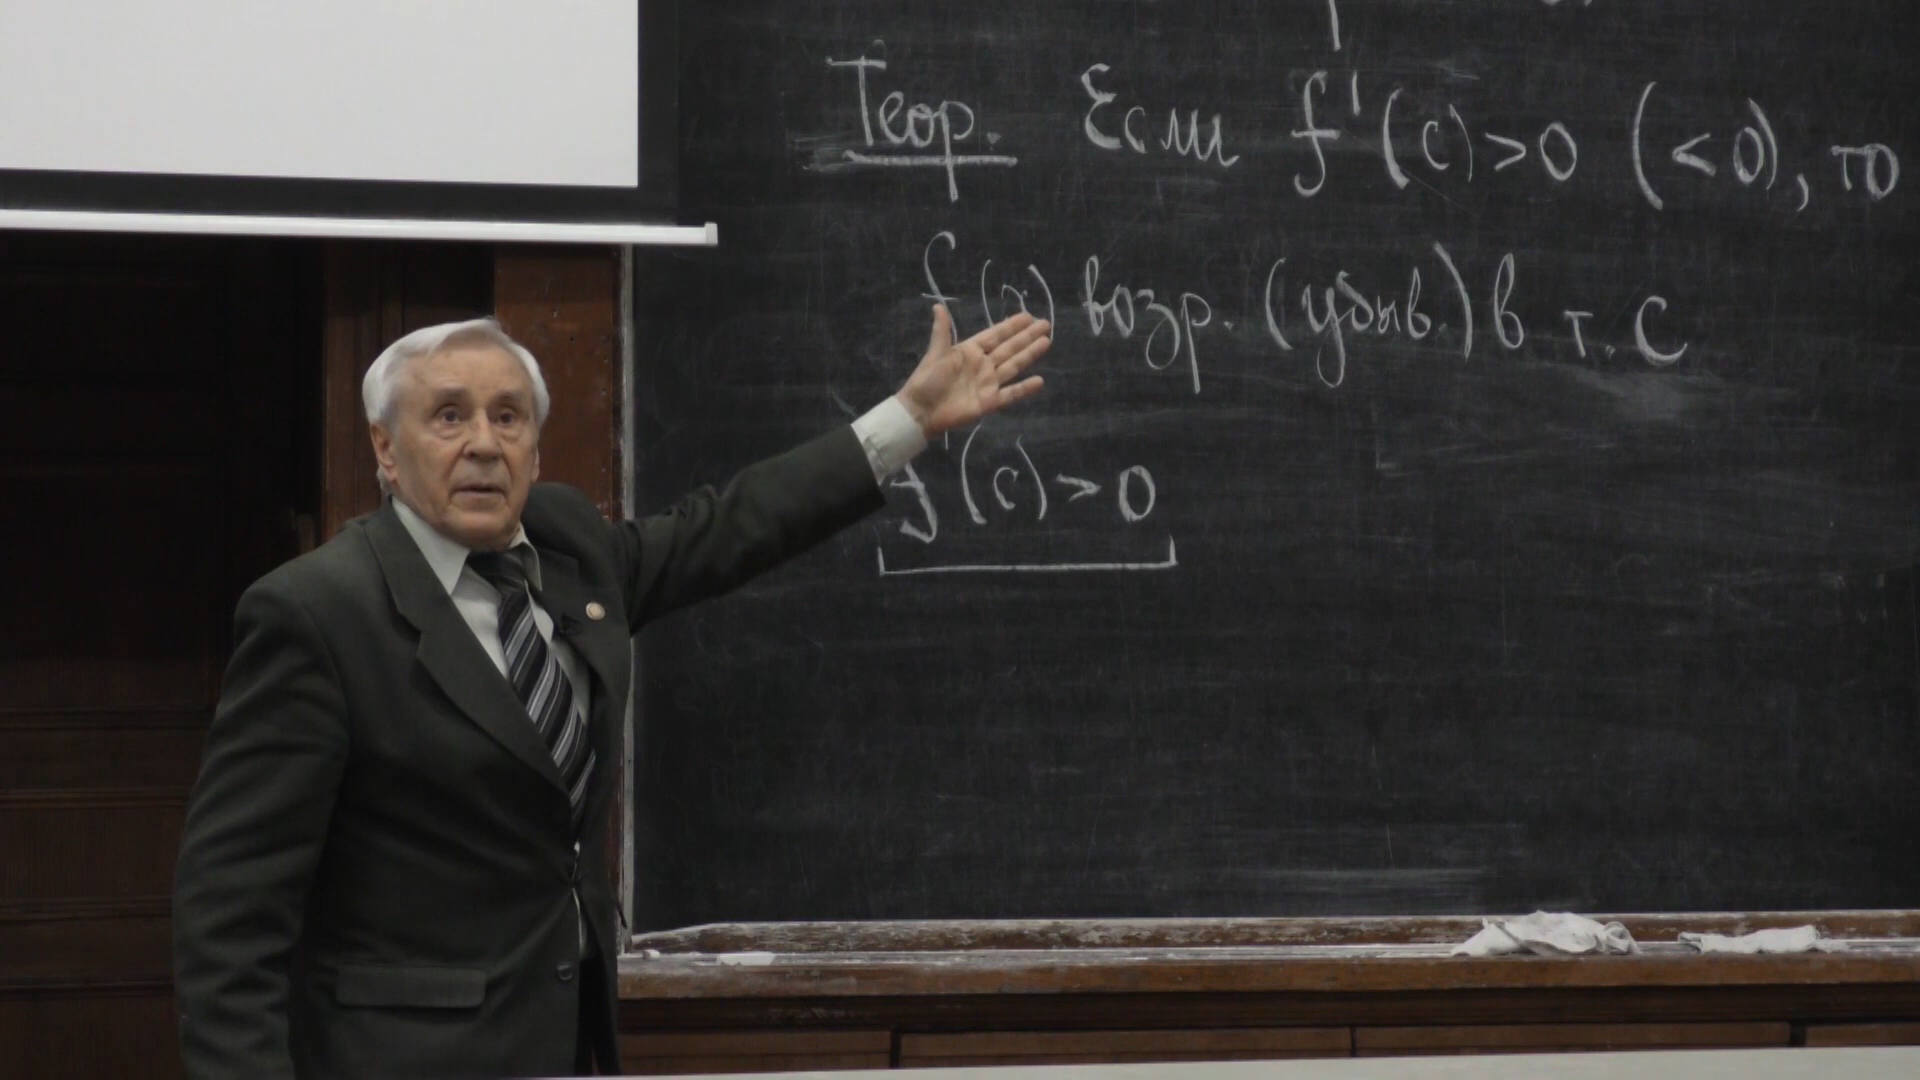 Теор. Если f'(c)>0 (<0), то
f(x) возр. (убыв.) в т. С
f'(c)>0